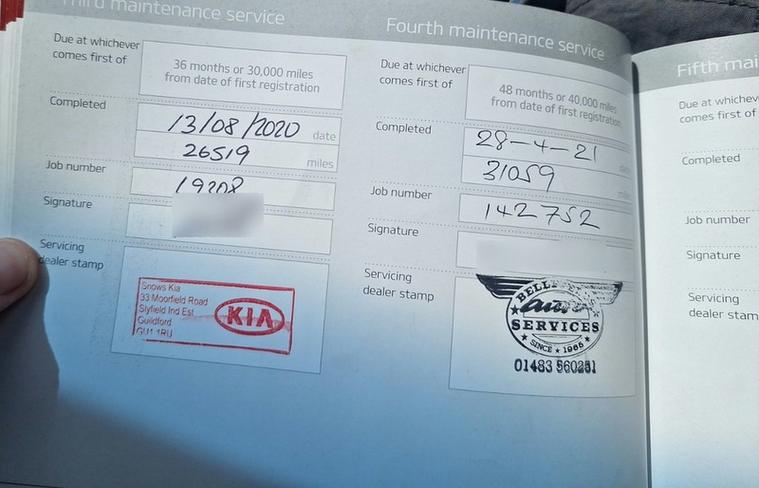 Third maintenance service
Due at whichever
comes first of
36 months or 30,000 miles
from date of first registration
Completed
13/08/2020 date
26519 miles
Job number
19208
Signature
Servicing
dealer stamp
Snows Kia
33 Moorfield Road
Slyfield Ind Est
Guildford
GU1 1RU
KIA
Fourth maintenance service
Due at whichever
comes first of
48 months or 40,000 miles
from date of first registration
Completed
28-4-21
31059
Job number
142752
Signature
Servicing
dealer stamp
SERVICES
SINCE ★ 1965
01483 560251
Fifth mai
Due at whichev
comes first of
Completed
Job number
Signature
Servicing
dealer stam